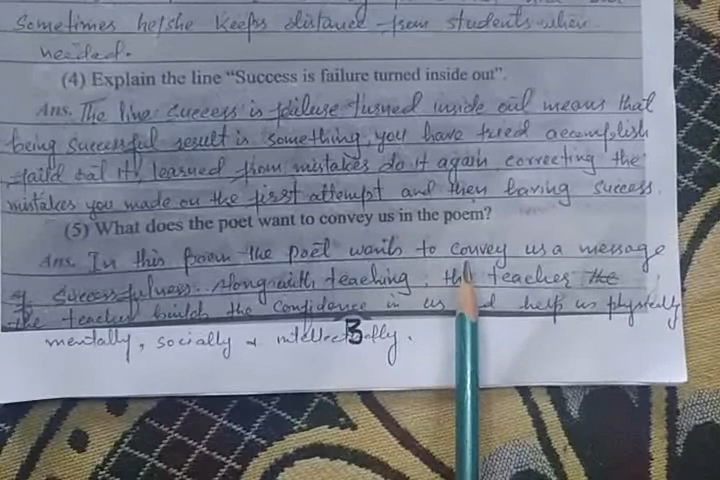 Sometimes he/she keeps distance from students when
needed.
(4) Explain the line “Success is failure turned inside out”.
Ans. The line success is failure turned inside out means that
being successful result is something, you have tried accomplish
faild at it, learned from mistakes do it again correcting the
mistakes you made on the first attempt and then having success.
(5) What does the poet want to convey us in the poem?
Ans. In this poem the poet wants to convey us a message
of successfulness. Along with teaching, the teacher the
the teacher builds the confidence in us help us physically
mentally, socially & intellectually.
3